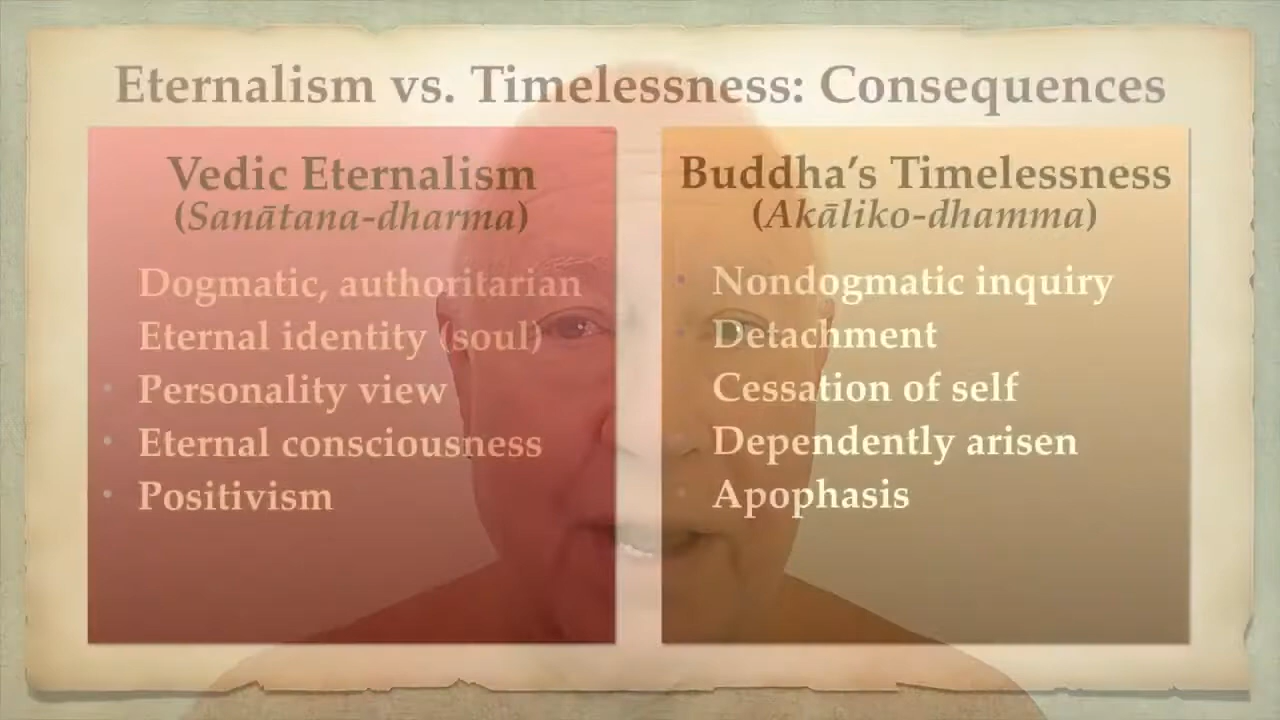 Eternalism vs. Timelessness: Consequences
Vedic Eternalism
(Sanātana-dharma)
Dogmatic, authoritarian
Eternal identity (soul)
• Personality view
• Eternal consciousness
• Positivism
Buddha’s Timelessness
(Akāliko-dhamma)
• Nondogmatic inquiry
• Detachment
Cessation of self
Dependently arisen
• Apophasis